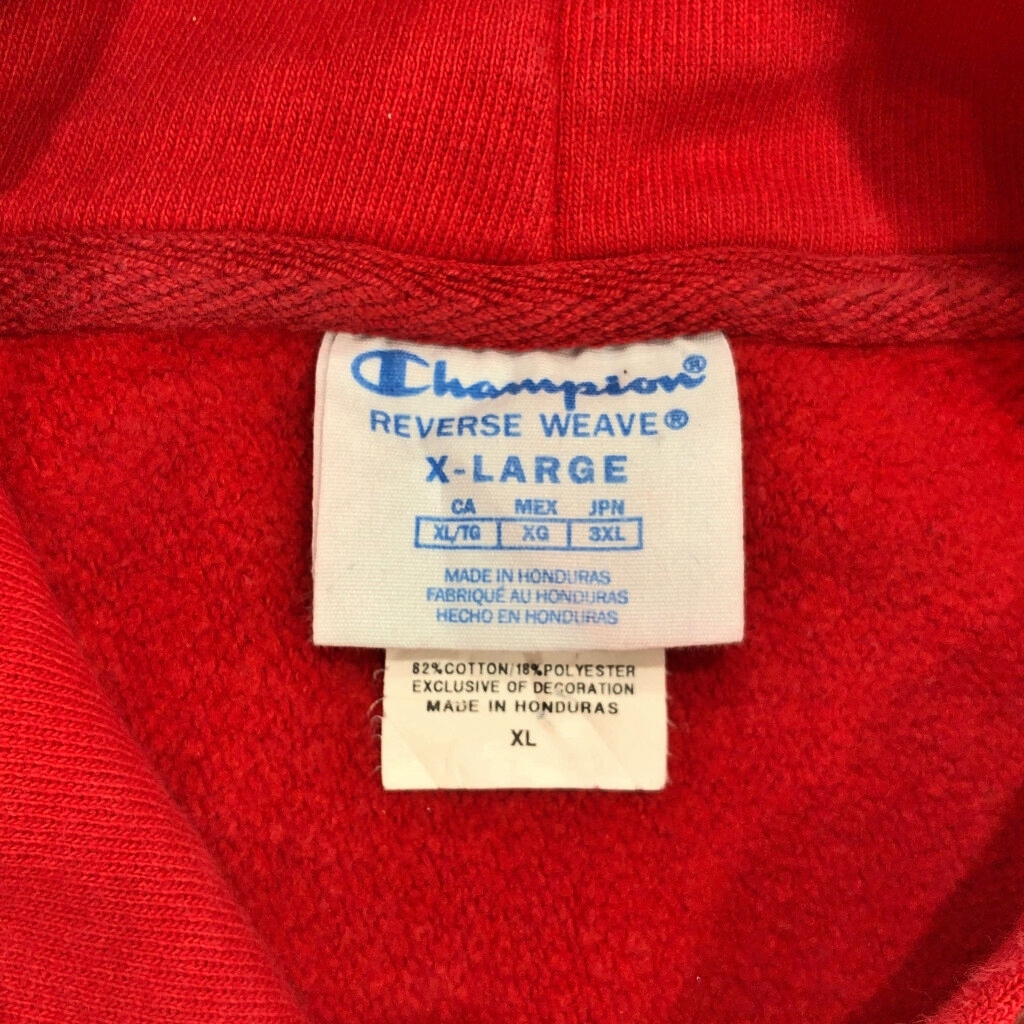 Champion®
REVERSE WEAVE®
X-LARGE
CA MEX JPN
XL/TG XG 3XL
MADE IN HONDURAS
FABRIQUÉ AU HONDURAS
HECHO EN HONDURAS
82%COTTON/18%POLYESTER
EXCLUSIVE OF DECORATION
MADE IN HONDURAS
XL